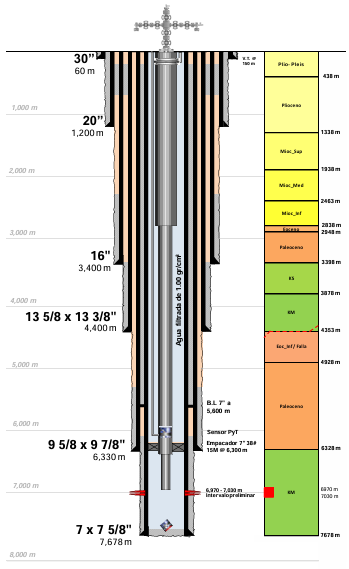 30"
60 m
V.T. @
150 m
Plio- Pleis
438 m
1,000 m
Plioceno
20"
1,200 m
1338 m
Mioc_Sup
1938 m
2,000 m
Mioc_Med
2463 m
Mioc_Inf
2838 m
Eoceno
2948 m
3,000 m
Paleoceno
16"
3,400 m
3398 m
KS
3878 m
4,000 m
KM
13 5/8 x 13 3/8"
4,400 m
4353 m
Agua filtrada de 1.00 gr/cm³
Eoc_Inf/ Falla
4928 m
5,000 m
Paleoceno
B.L 7" a
5,600 m
6,000 m
Sensor PyT
Empacador 7" 38#
15M @ 6,300 m
9 5/8 x 9 7/8"
6,330 m
6328 m
7,000 m
6,970 - 7,030 m
Intervalo preliminar
KM
6970 m
7030 m
7 x 7 5/8"
7,678 m
7678 m
8,000 m